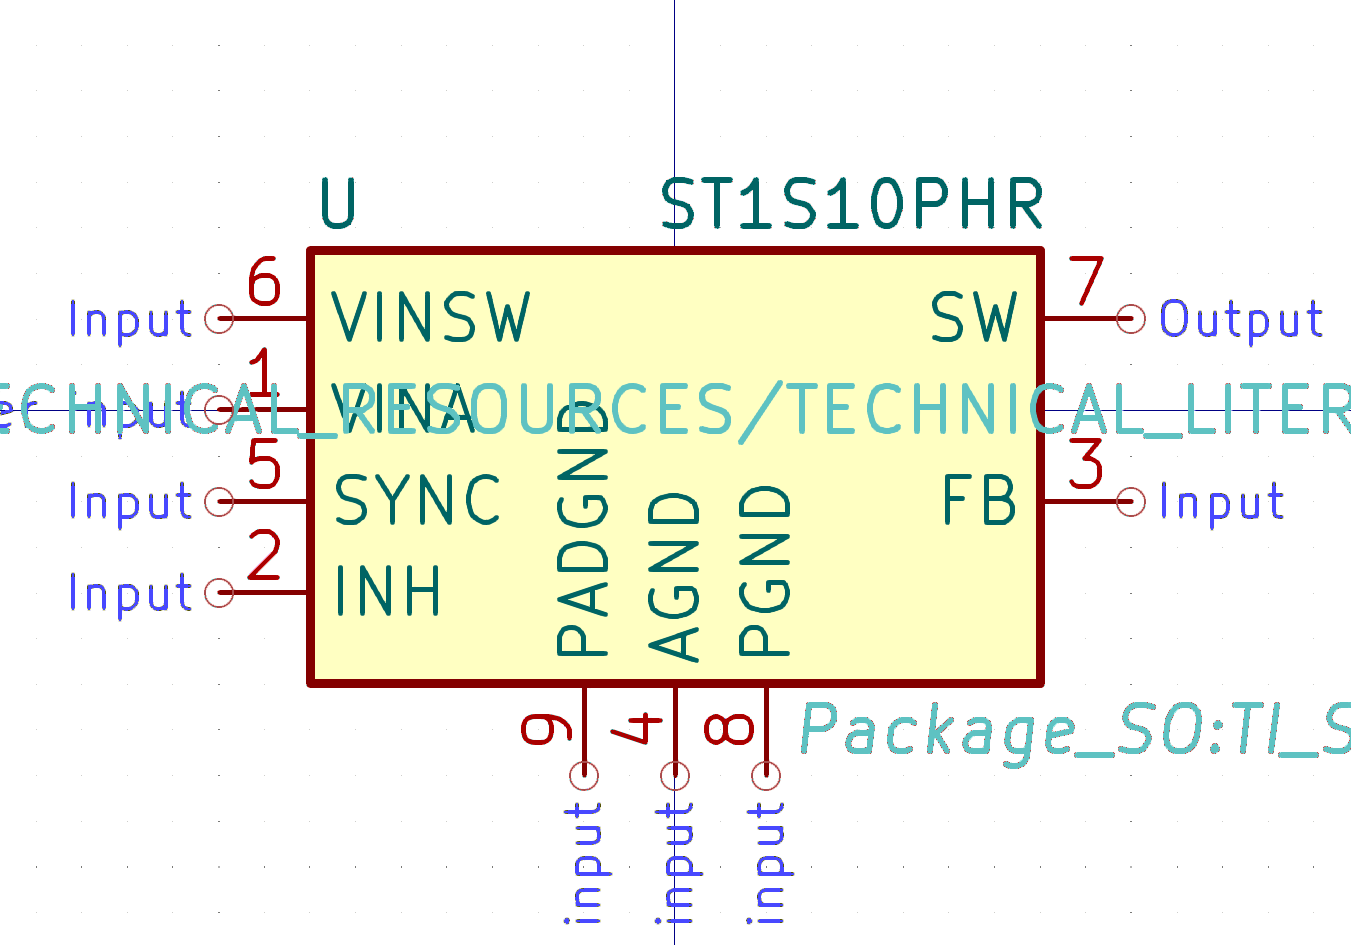 U ST1S10PHR
6 7
Input VINSW SW Output
1
Input VINA
ECHNICAL_RESOURCES/TECHNICAL_LITER
5 3
Input SYNC FB Input
2
Input INH
PADGND AGND PGND
9 4 8
Package_SO:TI_S
input input input